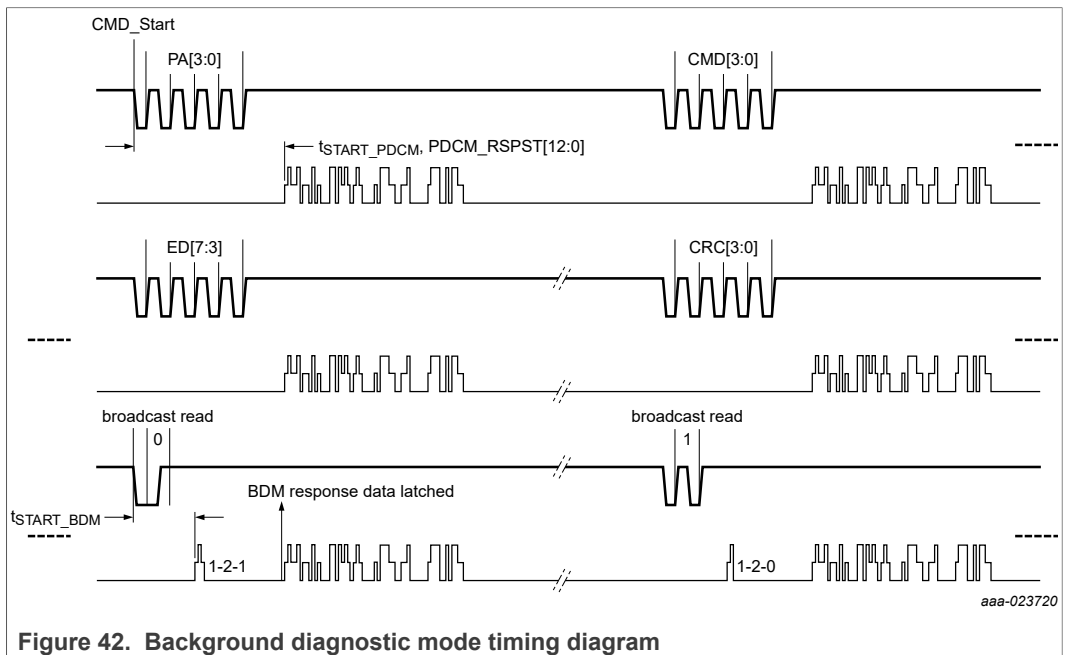 CMD_Start
PA[3:0]
CMD[3:0]
tSTART_PDCM, PDCM_RSPST[12:0]
ED[7:3]
CRC[3:0]
broadcast read
broadcast read
0
1
BDM response data latched
tSTART_BDM
1-2-1
1-2-0
aaa-023720
Figure 42. Background diagnostic mode timing diagram